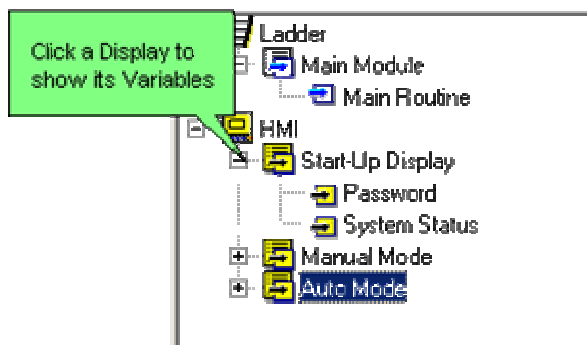 Click a Display to
show its Variables
Ladder
Main Module
Main Routine
HMI
Start-Up Display
Password
System Status
Manual Mode
Auto Mode